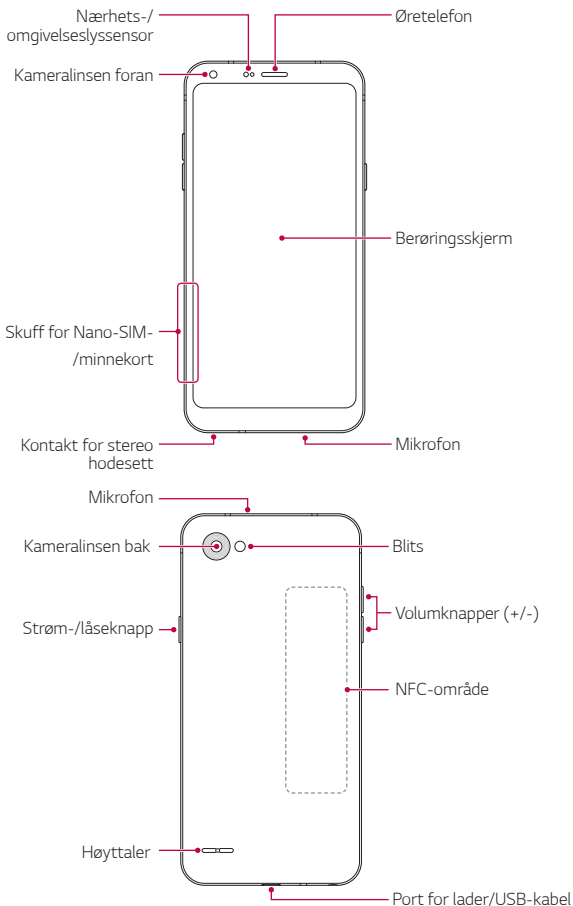 Nærhets-/
omgivelseslyssensor
Øretelefon
Kameralinsen foran
Berøringsskjerm
Skuff for Nano-SIM-
/minnekort
Kontakt for stereo
hodesett
Mikrofon
Mikrofon
Kameralinsen bak
Blits
Volumknapper (+/-)
Strøm-/låseknapp
NFC-område
Høyttaler
Port for lader/USB-kabel